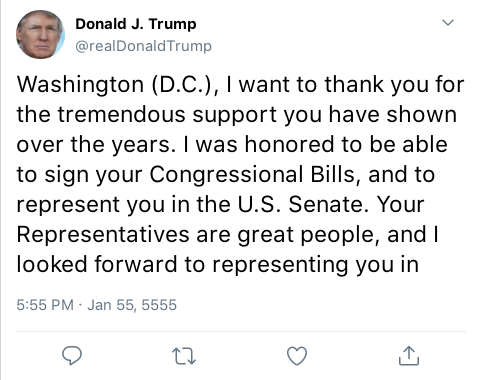 Donald J. Trump
@realDonaldTrump
Washington (D.C.), I want to thank you for
the tremendous support you have shown
over the years. I was honored to be able
to sign your Congressional Bills, and to
represent you in the U.S. Senate. Your
Representatives are great people, and I
looked forward to representing you in
5:55 PM · Jan 55, 5555